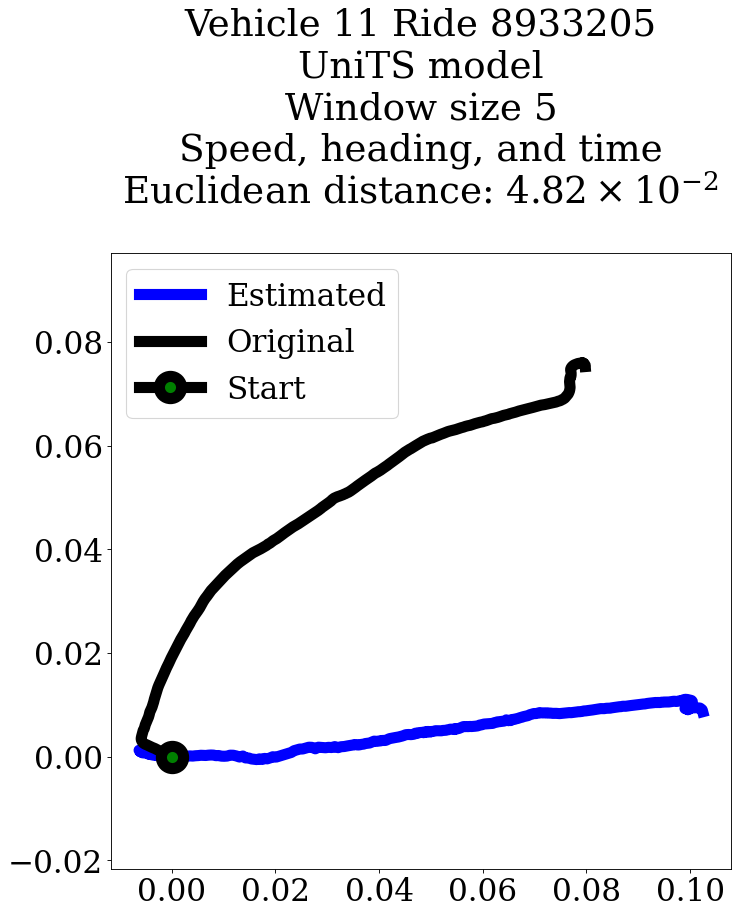 Vehicle 11 Ride 8933205
UniTS model
Window size 5
Speed, heading, and time
Euclidean distance: 4.82 × 10⁻²
Estimated
Original
Start
0.08
0.06
0.04
0.02
0.00
−0.02
0.00 0.02 0.04 0.06 0.08 0.10